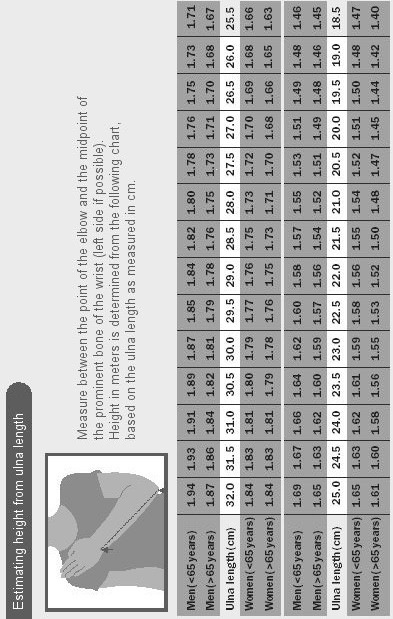 Estimating height from ulna length
Measure between the point of the elbow and the midpoint of
the prominent bone of the wrist (left side if possible).
Height in meters is determined from the following chart,
based on the ulna length as measured in cm.
Men(<65years) 1.94 1.93 1.91 1.89 1.87 1.85 1.84 1.82 1.80 1.78 1.76 1.75 1.73 1.71
Men(>65years) 1.87 1.86 1.84 1.82 1.81 1.79 1.78 1.76 1.75 1.73 1.71 1.70 1.68 1.67
Ulna length(cm) 32.0 31.5 31.0 30.5 30.0 29.5 29.0 28.5 28.0 27.5 27.0 26.5 26.0 25.5
Women(<65years) 1.84 1.83 1.81 1.80 1.79 1.77 1.76 1.75 1.73 1.72 1.70 1.69 1.68 1.66
Women(>65years) 1.84 1.83 1.81 1.79 1.78 1.76 1.75 1.73 1.71 1.70 1.68 1.66 1.65 1.63
Men(<65years) 1.69 1.67 1.66 1.64 1.62 1.60 1.58 1.57 1.55 1.53 1.51 1.49 1.48 1.46
Men(>65years) 1.65 1.63 1.62 1.60 1.59 1.57 1.56 1.54 1.52 1.51 1.49 1.48 1.46 1.45
Ulna length(cm) 25.0 24.5 24.0 23.5 23.0 22.5 22.0 21.5 21.0 20.5 20.0 19.5 19.0 18.5
Women(<65years) 1.65 1.63 1.62 1.61 1.59 1.58 1.56 1.55 1.54 1.52 1.51 1.50 1.48 1.47
Women(>65years) 1.61 1.60 1.58 1.56 1.55 1.53 1.52 1.50 1.48 1.47 1.45 1.44 1.42 1.40